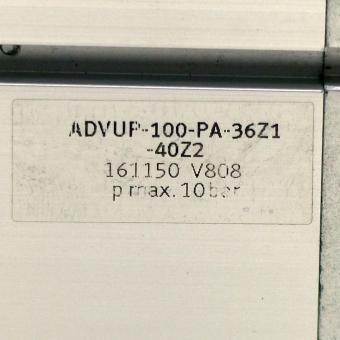 ADVUP-100-PA-36Z1
-40Z2
161150 V808
p max. 10 bar